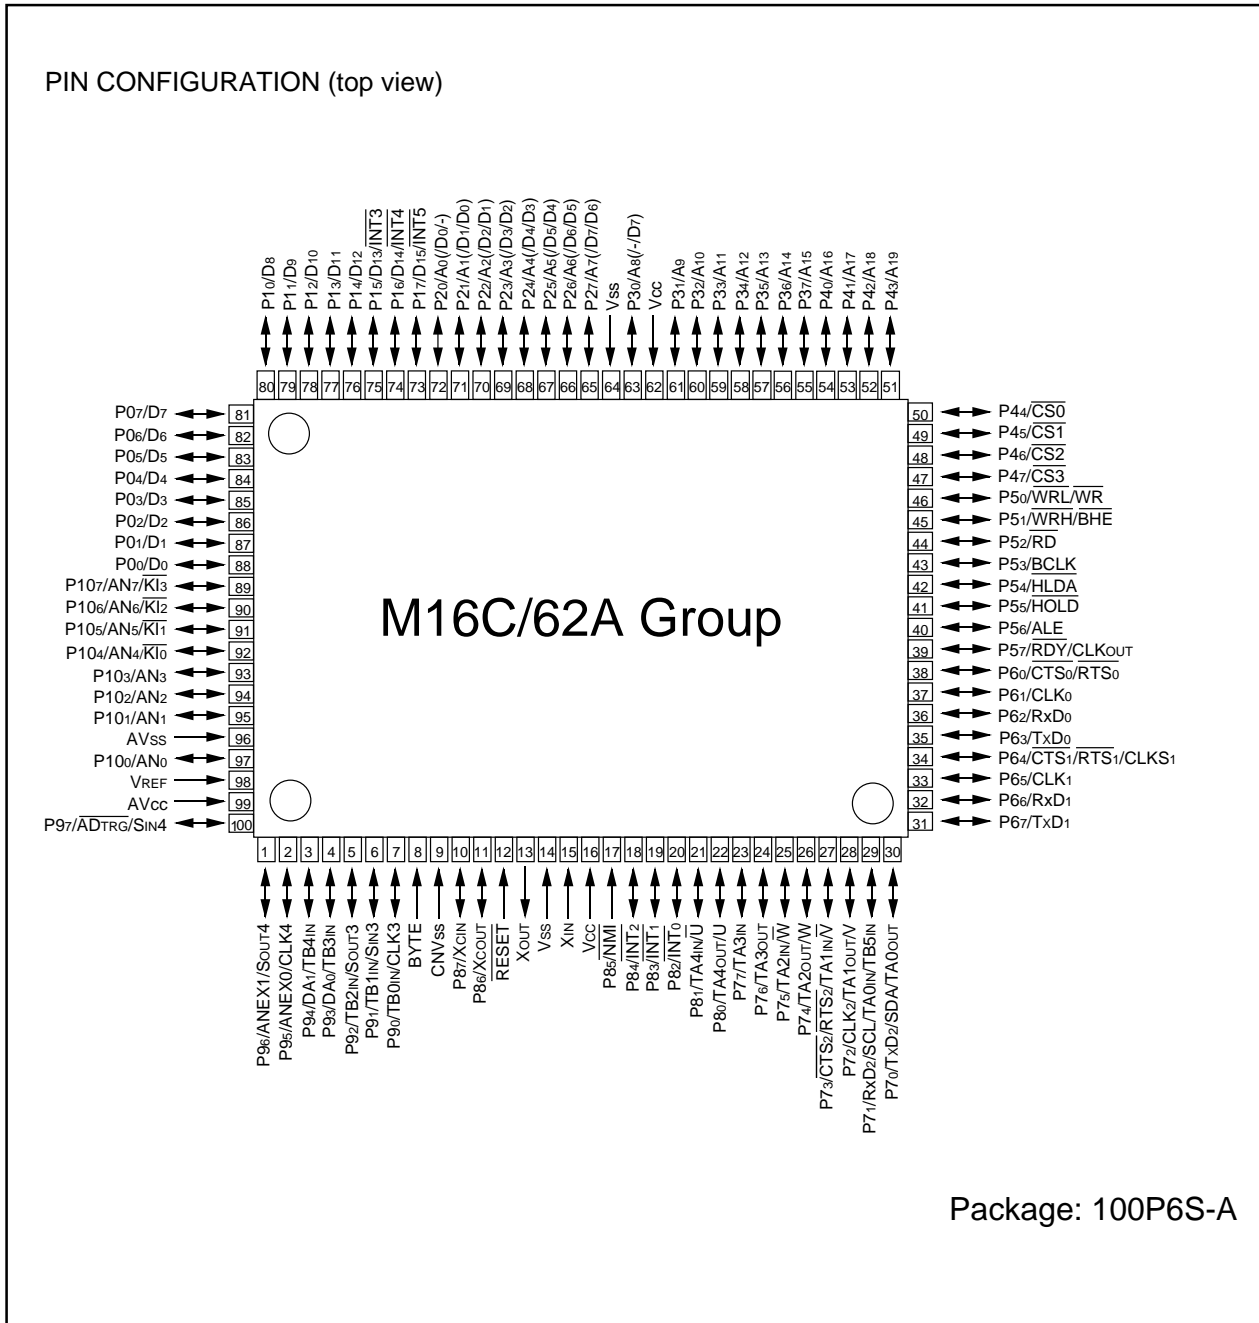 PIN CONFIGURATION (top view)
P10/D8
P11/D9
P12/D10
P13/D11
P14/D12
P15/D13/INT3
P16/D14/INT4
P17/D15/INT5
P20/A0(/D0/-)
P21/A1(/D1/D0)
P22/A2(/D2/D1)
P23/A3(/D3/D2)
P24/A4(/D4/D3)
P25/A5(/D5/D4)
P26/A6(/D6/D5)
P27/A7(/D7/D6)
Vss
P30/A8(/-/D7)
Vcc
P31/A9
P32/A10
P33/A11
P34/A12
P35/A13
P36/A14
P37/A15
P40/A16
P41/A17
P42/A18
P43/A19
80 79 78 77 76 75 74 73 72 71 70 69 68 67 66 65 64 63 62 61 60 59 58 57 56 55 54 53 52 51
P07/D7 81
P06/D6 82
P05/D5 83
P04/D4 84
P03/D3 85
P02/D2 86
P01/D1 87
P00/D0 88
P107/AN7/KI3 89
P106/AN6/KI2 90
P105/AN5/KI1 91
P104/AN4/KI0 92
P103/AN3 93
P102/AN2 94
P101/AN1 95
AVSS 96
P100/AN0 97
VREF 98
AVcc 99
P97/ADTRG/SIN4 100
M16C/62A Group
50 P44/CS0
49 P45/CS1
48 P46/CS2
47 P47/CS3
46 P50/WRL/WR
45 P51/WRH/BHE
44 P52/RD
43 P53/BCLK
42 P54/HLDA
41 P55/HOLD
40 P56/ALE
39 P57/RDY/CLKOUT
38 P60/CTS0/RTS0
37 P61/CLK0
36 P62/RxD0
35 P63/TXD0
34 P64/CTS1/RTS1/CLKS1
33 P65/CLK1
32 P66/RxD1
31 P67/TXD1
1 2 3 4 5 6 7 8 9 10 11 12 13 14 15 16 17 18 19 20 21 22 23 24 25 26 27 28 29 30
P96/ANEX1/SOUT4
P95/ANEX0/CLK4
P94/DA1/TB4IN
P93/DA0/TB3IN
P92/TB2IN/SOUT3
P91/TB1IN/SIN3
P90/TB0IN/CLK3
BYTE
CNVss
P87/XCIN
P86/XCOUT
RESET
XOUT
VSS
XIN
VCC
P85/NMI
P84/INT2
P83/INT1
P82/INT0
P81/TA4IN/U
P80/TA4OUT/U
P77/TA3IN
P76/TA3OUT
P75/TA2IN/W
P74/TA2OUT/W
P73/CTS2/RTS2/TA1IN/V
P72/CLK2/TA1OUT/V
P71/RxD2/SCL/TA0IN/TB5IN
P70/TXD2/SDA/TA0OUT
Package: 100P6S-A